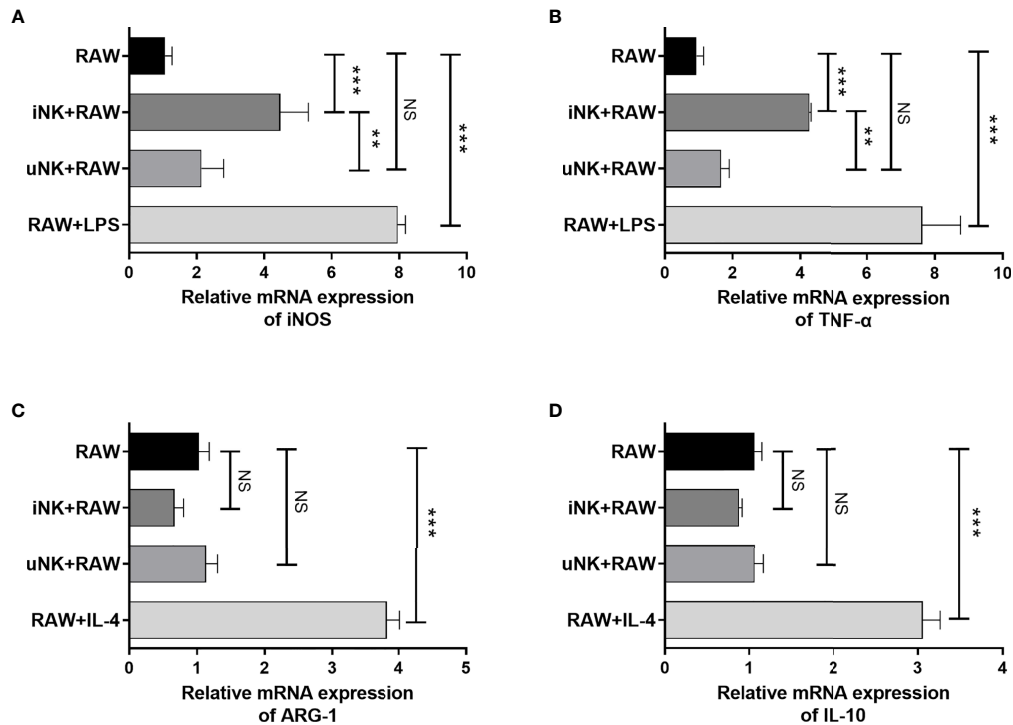 A
RAW
iNK+RAW
uNK+RAW
RAW+LPS
***
**
NS
***
0 2 4 6 8 10
Relative mRNA expression
of iNOS
B
RAW
iNK+RAW
uNK+RAW
RAW+LPS
***
**
NS
***
0 2 4 6 8 10
Relative mRNA expression
of TNF-α
C
RAW
iNK+RAW
uNK+RAW
RAW+IL-4
NS
NS
***
0 1 2 3 4 5
Relative mRNA expression
of ARG-1
D
RAW
iNK+RAW
uNK+RAW
RAW+IL-4
NS
NS
***
0 1 2 3 4
Relative mRNA expression
of IL-10